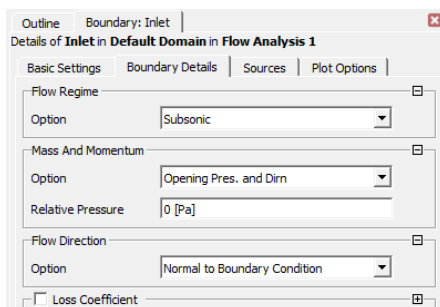 Outline Boundary: Inlet
Details of Inlet in Default Domain in Flow Analysis 1
Basic Settings Boundary Details Sources Plot Options
Flow Regime
Option Subsonic
Mass And Momentum
Option Opening Pres. and Dirn
Relative Pressure 0 [Pa]
Flow Direction
Option Normal to Boundary Condition
Loss Coefficient